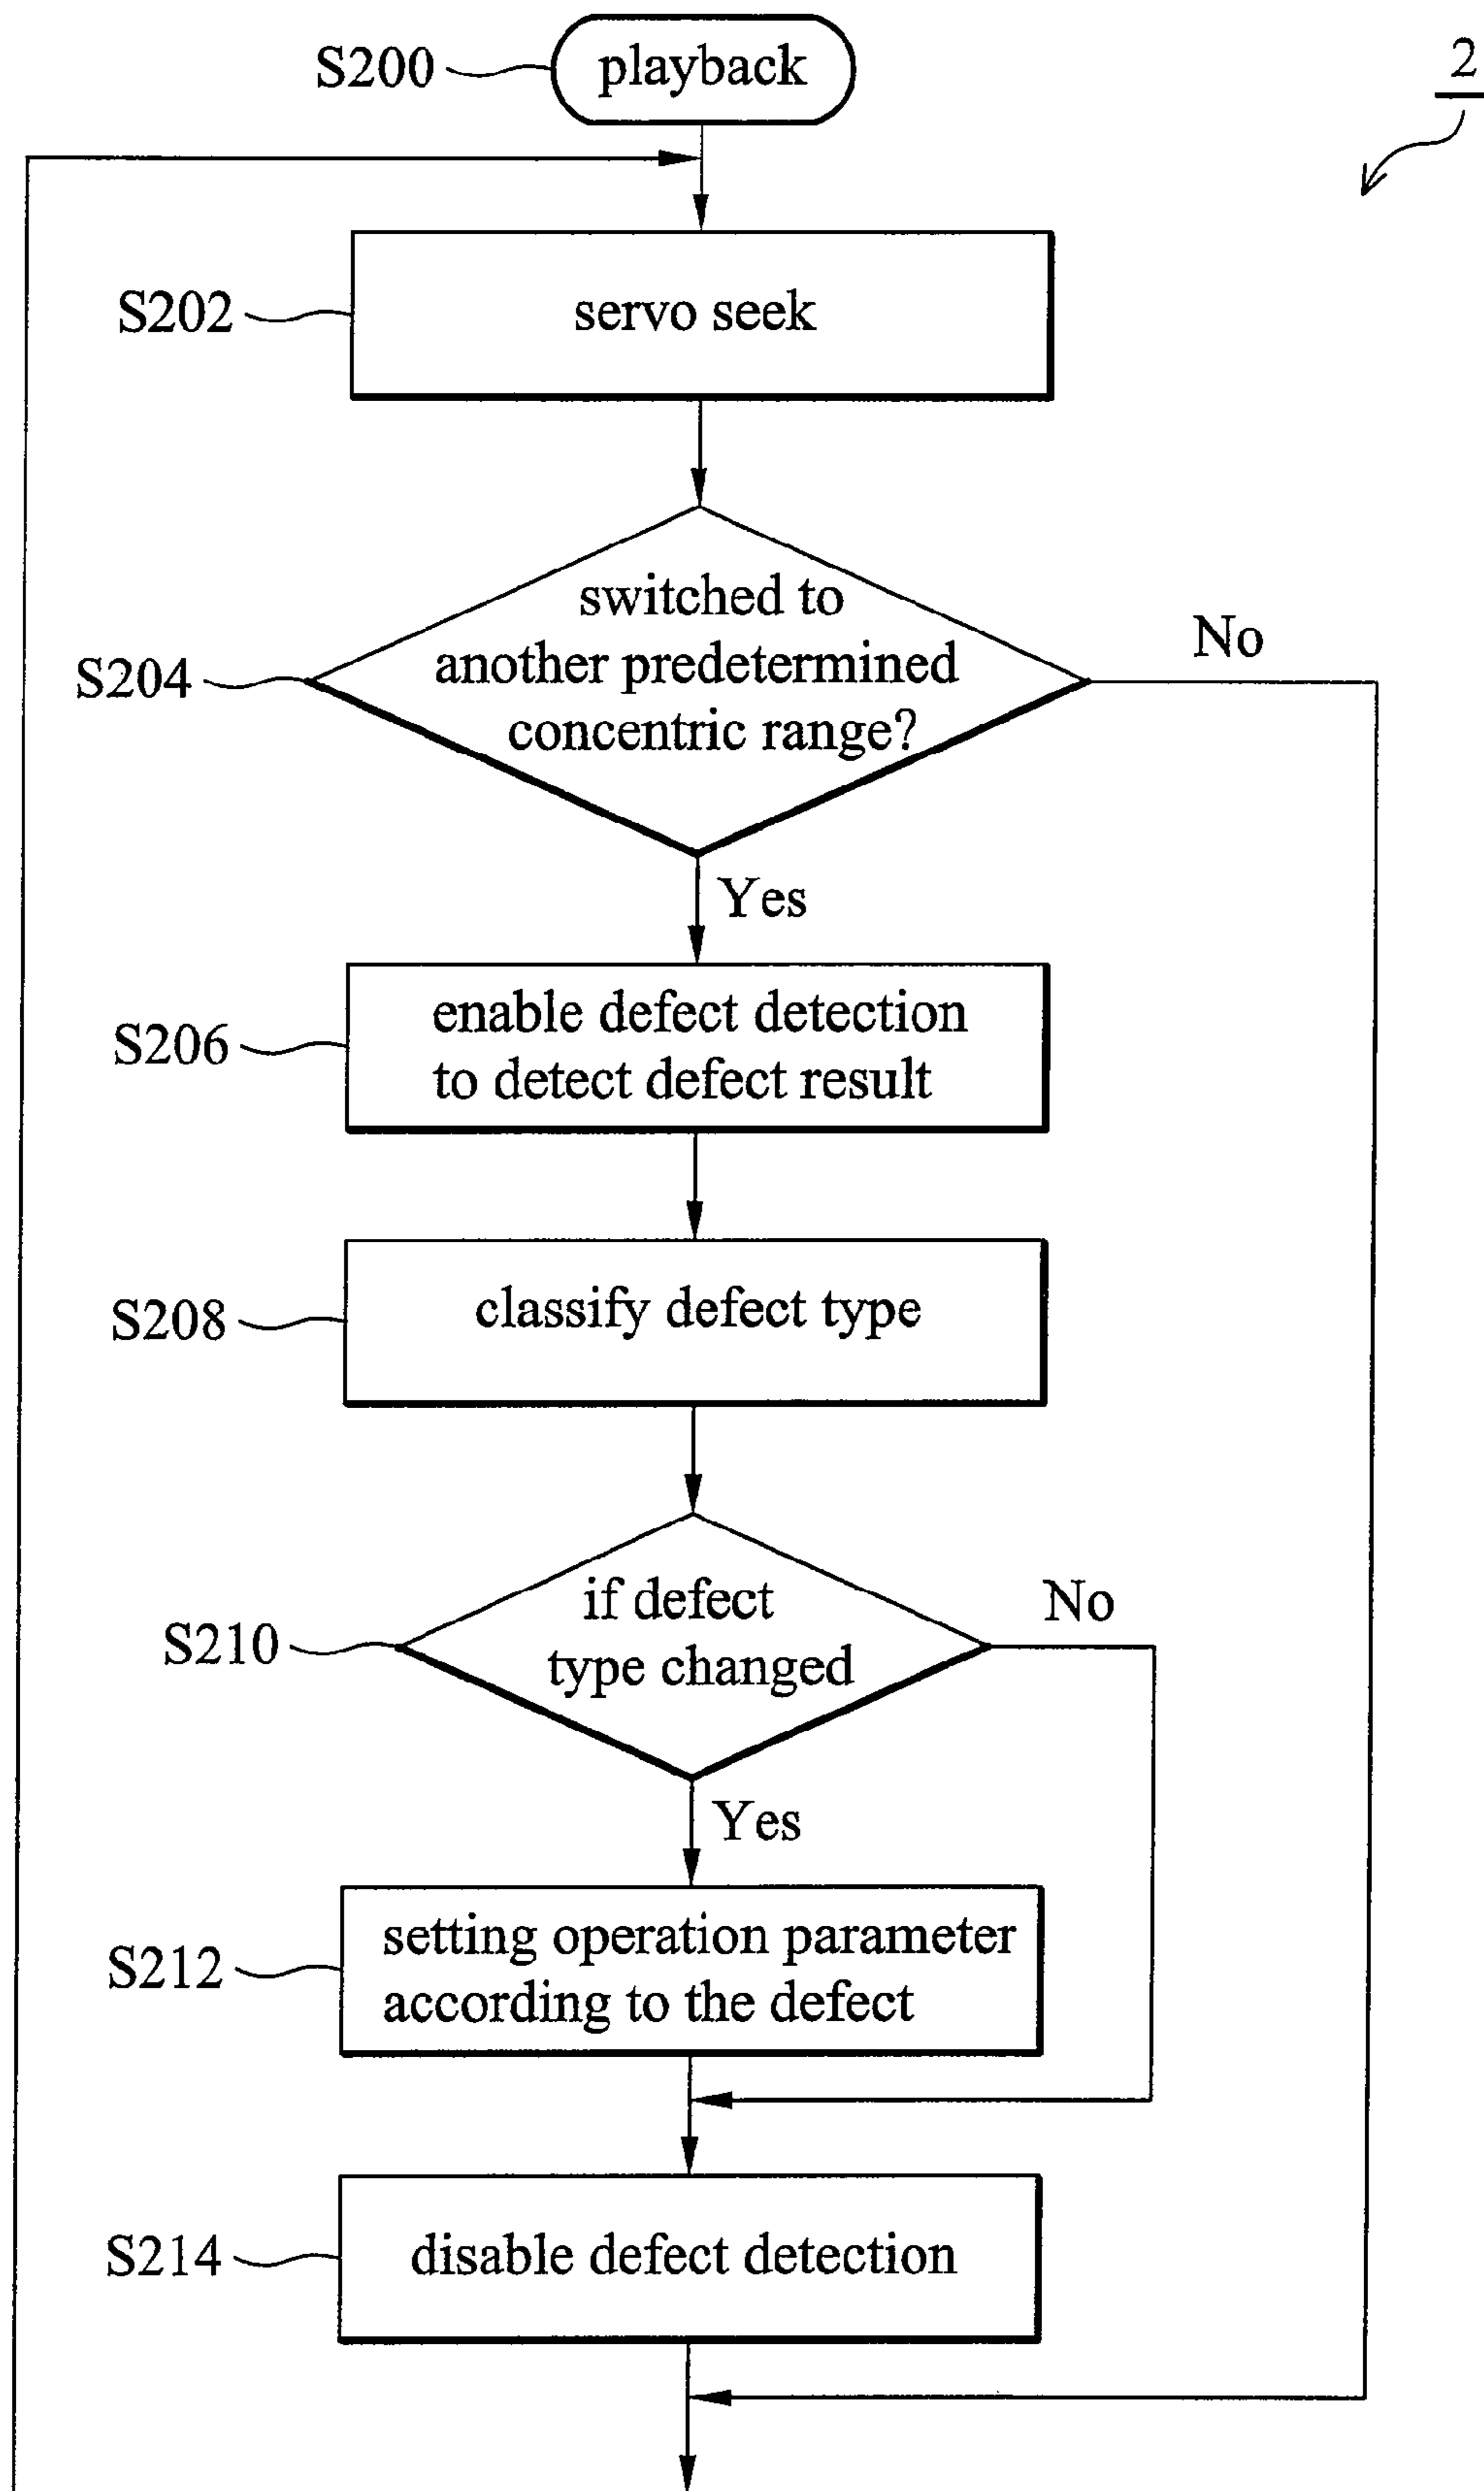 S200
playback
2
S202
servo seek
S204
switched to
another predetermined
concentric range?
No
Yes
S206
enable defect detection
to detect defect result
S208
classify defect type
S210
if defect
type changed
No
Yes
S212
setting operation parameter
according to the defect
S214
disable defect detection